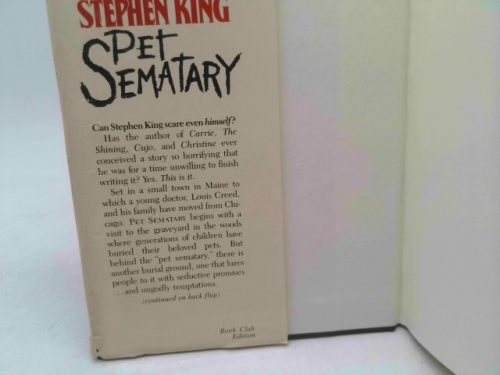 STEPHEN KING
PET
SEMATARY
Can Stephen King scare even himself?
Has the author of Carrie, The
Shining, Cujo, and Christine ever
conceived a story so horrifying that
he was for a time unwilling to finish
writing it? Yes. This is it.
Set in a small town in Maine to
which a young doctor, Louis Creed,
and his family have moved from Chi-
cago. PET SEMATARY begins with a
visit to the graveyard in the woods
where generations of children have
buried their beloved pets. But
behind the "pet sematary," there is
another burial ground, one that lures
people to it with seductive promises
...and ungodly temptations.
(continued on back flap)
Book Club
Edition